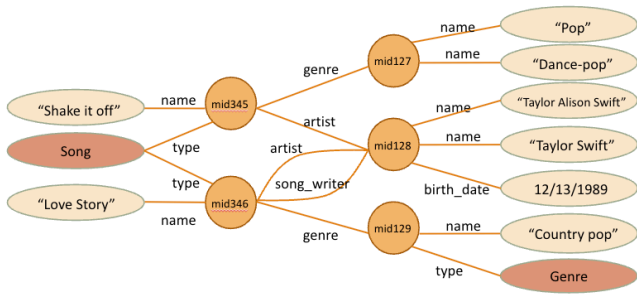 name
"Pop"
genre
mid127
name
"Dance-pop"
"Shake it off"
name
mid345
name
"Taylor Alison Swift"
artist
Song
type
artist
mid128
name
"Taylor Swift"
type
song_writer
birth_date
12/13/1989
"Love Story"
name
mid346
genre
mid129
name
"Country pop"
type
Genre